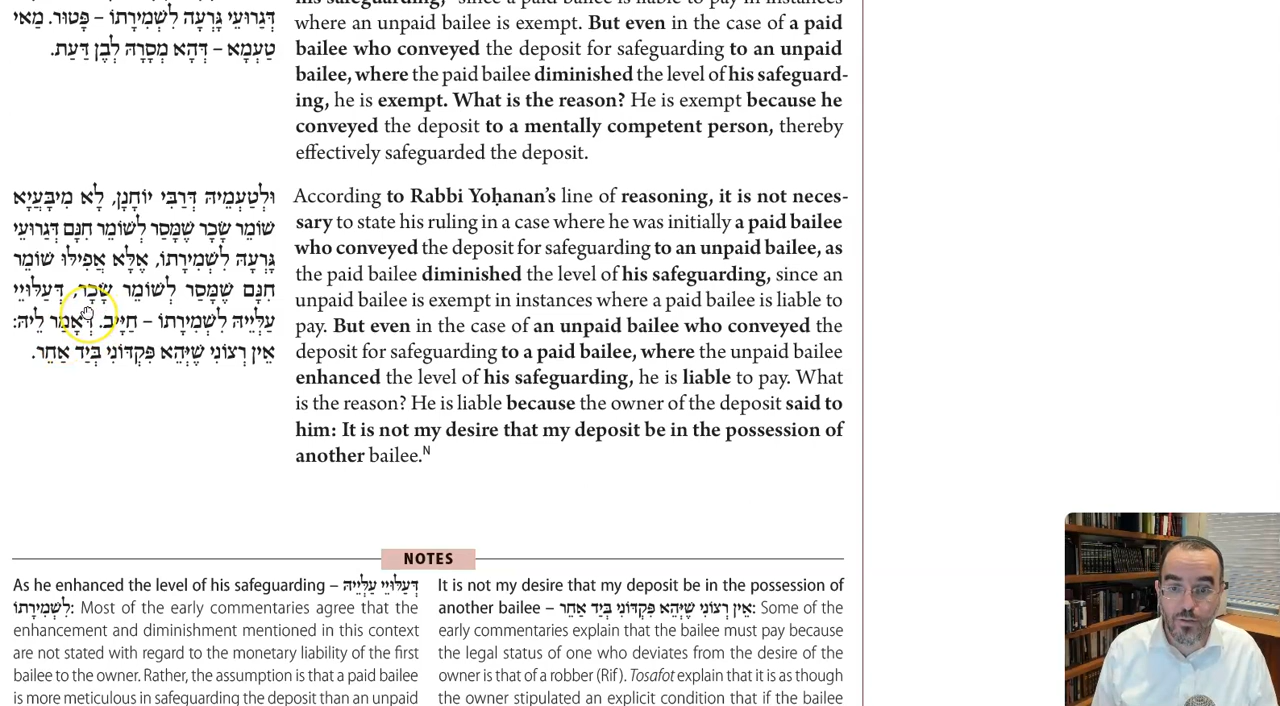 דְּגָרוּעֵי גָּרְעָהּ לִשְׁמִירָתוֹ – פָּטוּר. מַאי
טַעְמָא – דְּהָא מְסָרָהּ לְבֶן דַּעַת.
where an unpaid bailee is exempt. But even in the case of a paid
bailee who conveyed the deposit for safeguarding to an unpaid
bailee, where the paid bailee diminished the level of his safeguard-
ing, he is exempt. What is the reason? He is exempt because he
conveyed the deposit to a mentally competent person, thereby
effectively safeguarded the deposit.
וּלְטַעְמֵיהּ דְּרַבִּי יוֹחָנָן, לָא מִיבָּעֲיָא
שׁוֹמֵר שָׂכָר שֶׁמָּסַר לְשׁוֹמֵר חִנָּם דְּגָרוּעֵי
גָּרְעָהּ לִשְׁמִירָתוֹ, אֶלָּא אֲפִילּוּ שׁוֹמֵר
חִנָּם שֶׁמָּסַר לְשׁוֹמֵר שָׂכָר, דְּעַלּוּיֵי
עַלְּיֵיהּ לִשְׁמִירָתוֹ – חַיָּיב. דְּאָמַר לֵיהּ:
אֵין רְצוֹנִי שֶׁיְּהֵא פִּקְדוֹנִי בְּיַד אַחֵר.
According to Rabbi Yoḥanan’s line of reasoning, it is not neces-
sary to state his ruling in a case where he was initially a paid bailee
who conveyed the deposit for safeguarding to an unpaid bailee, as
the paid bailee diminished the level of his safeguarding, since an
unpaid bailee is exempt in instances where a paid bailee is liable to
pay. But even in the case of an unpaid bailee who conveyed the
deposit for safeguarding to a paid bailee, where the unpaid bailee
enhanced the level of his safeguarding, he is liable to pay. What
is the reason? He is liable because the owner of the deposit said to
him: It is not my desire that my deposit be in the possession of
another bailee.N
NOTES
As he enhanced the level of his safeguarding – דְּעַלּוּיֵי עַלְּיֵיהּ
לִשְׁמִירָתוֹ: Most of the early commentaries agree that the
enhancement and diminishment mentioned in this context
are not stated with regard to the monetary liability of the first
bailee to the owner. Rather, the assumption is that a paid bailee
is more meticulous in safeguarding the deposit than an unpaid
It is not my desire that my deposit be in the possession of
another bailee – אֵין רְצוֹנִי שֶׁיְּהֵא פִּקְדוֹנִי בְּיַד אַחֵר: Some of the
early commentaries explain that the bailee must pay because
the legal status of one who deviates from the desire of the
owner is that of a robber (Rif). Tosafot explain that it is as though
the owner stipulated an explicit condition that if the bailee